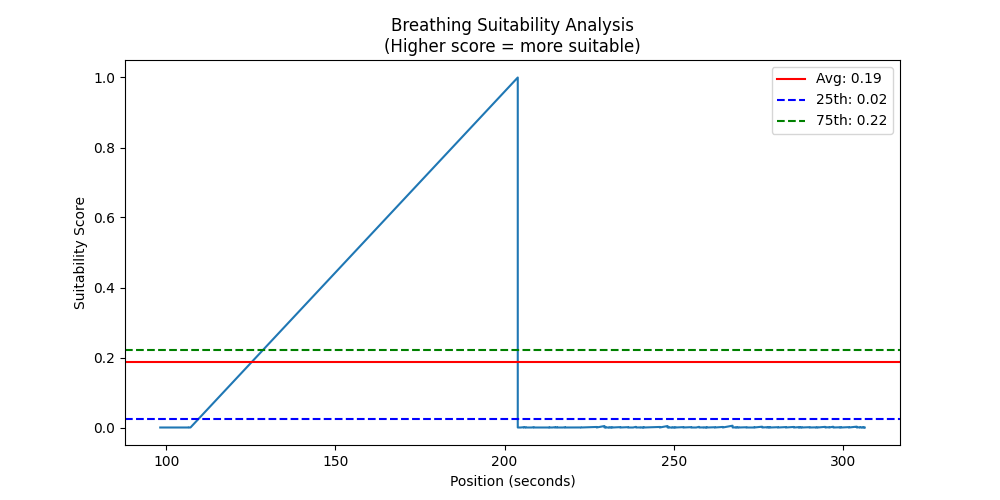 Breathing Suitability Analysis
(Higher score = more suitable)
Avg: 0.19
25th: 0.02
75th: 0.22
Suitability Score
1.0
0.8
0.6
0.4
0.2
0.0
100
150
200
250
300
Position (seconds)